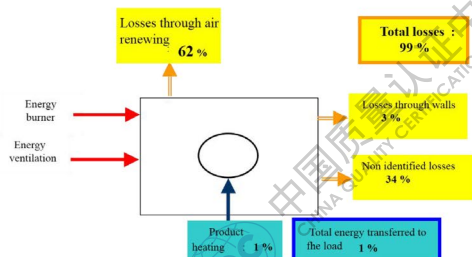 Losses through air
renewing
62 %
Total losses :
99 %
Energy
burner
Losses through walls
3 %
Energy
ventilation
Non identified losses
34 %
Product
heating 1 %
Total energy transferred to
the load 1 %
中国质量认证中
CHINA QUALITY CERTIFICATI